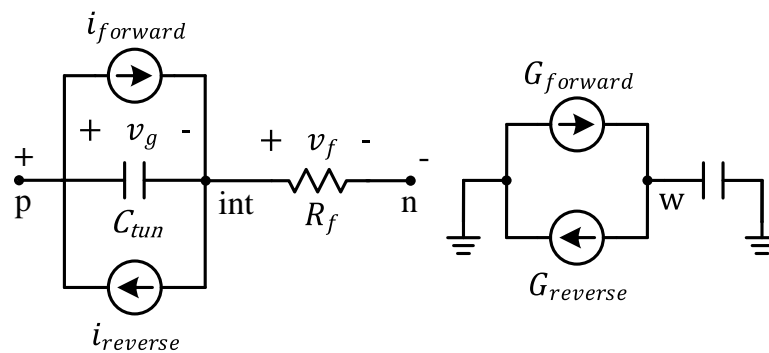 i_forward
+ v_g -
+
p
C_tun
int
+ v_f -
R_f
-
n
i_reverse
G_forward
w
G_reverse